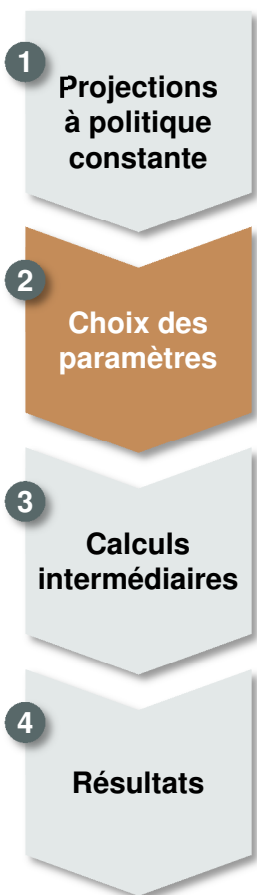 1
Projections
à politique
constante
2
Choix des
paramètres
3
Calculs
intermédiaires
4
Résultats